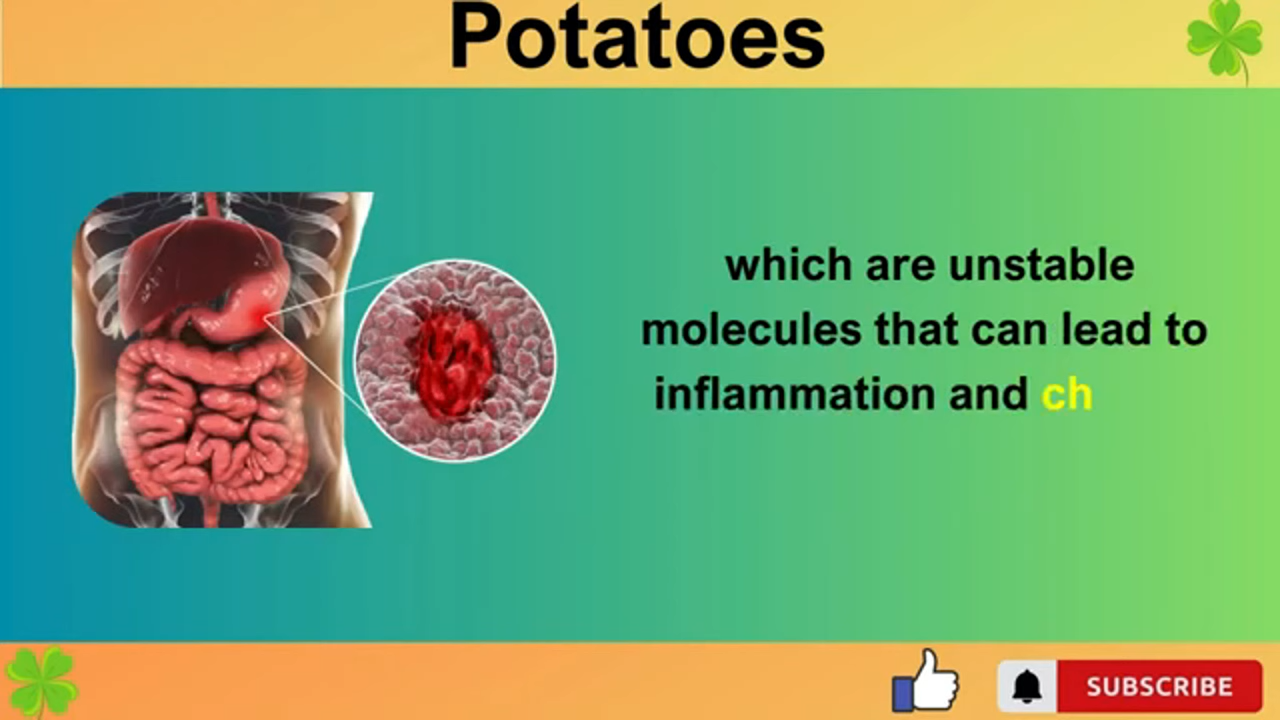 Potatoes
which are unstable
molecules that can lead to
inflammation and ch
SUBSCRIBE